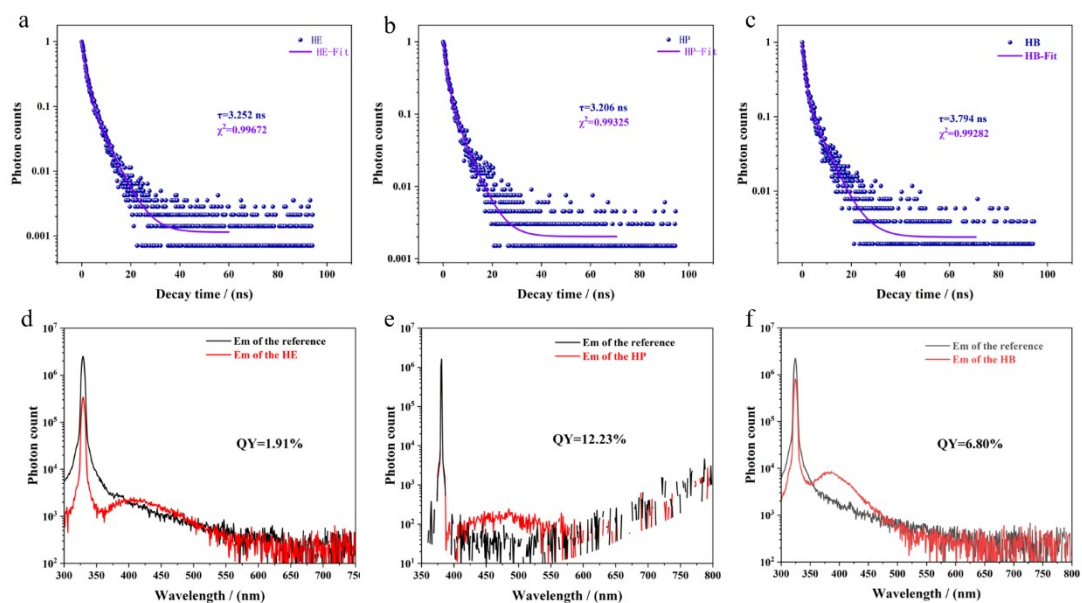 a
HE
HE-Fit
Photon counts
1
0.1
0.01
0.001
τ=3.252 ns
χ²=0.99672
0 20 40 60 80 100
Decay time / (ns)
b
HP
HP-Fit
Photon counts
1
0.1
0.01
0.001
τ=3.206 ns
χ²=0.99325
0 20 40 60 80 100
Decay time / (ns)
c
HB
HB-Fit
Photon counts
1
0.1
0.01
τ=3.794 ns
χ²=0.99282
0 20 40 60 80 100
Decay time / (ns)
d
Em of the reference
Em of the HE
Photon count
10⁷
10⁶
10⁵
10⁴
10³
10²
QY=1.91%
300 350 400 450 500 550 600 650 700 75
Wavelength / (nm)
e
Em of the reference
Em of the HP
Photon count
10⁷
10⁶
10⁵
10⁴
10³
10²
10¹
QY=12.23%
350 400 450 500 550 600 650 700 750 800
Wavelength / (nm)
f
Em of the reference
Em of the HB
Photon count
10⁷
10⁶
10⁵
10⁴
10³
10²
QY=6.80%
300 350 400 450 500 550 600 650 700 750 800
Wavelength / (nm)